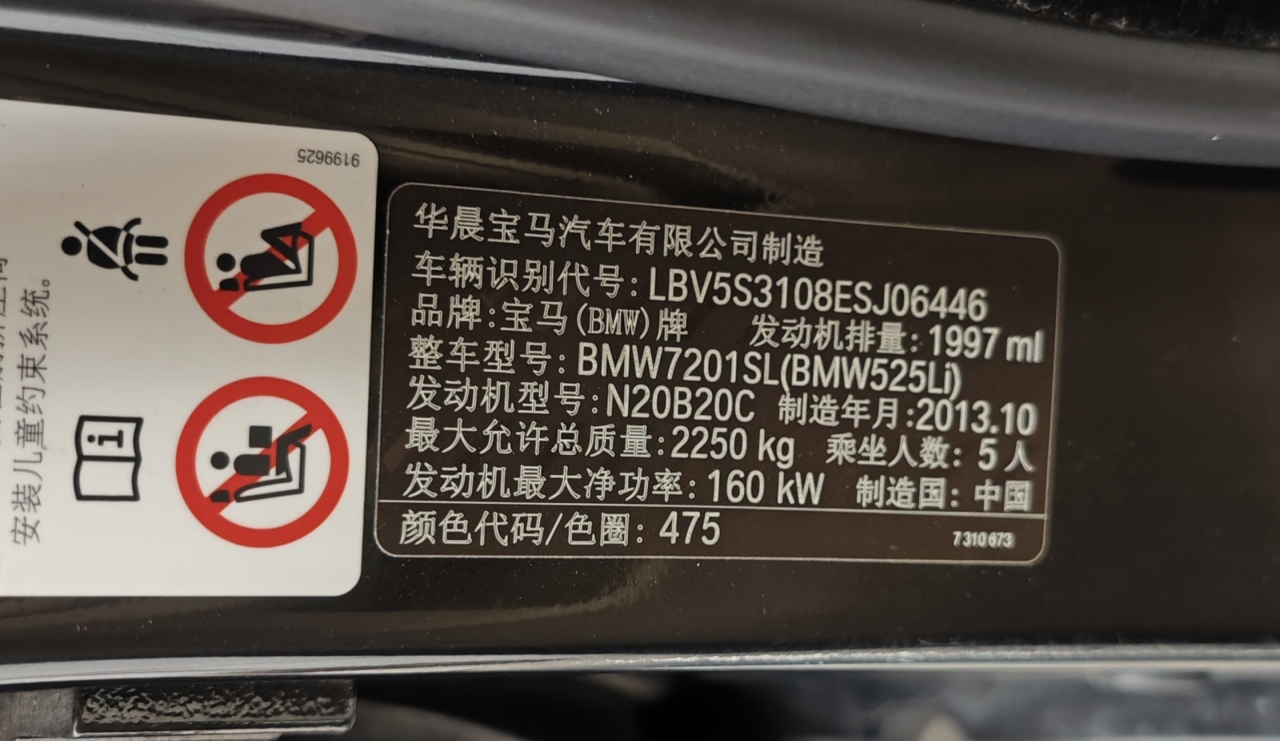 9199625
安装儿童约束系统。
华晨宝马汽车有限公司制造
车辆识别代号: LBV5S3108ESJ06446
品牌: 宝马(BMW)牌 发动机排量: 1997 ml
整车型号: BMW7201SL(BMW525Li)
发动机型号: N20B20C 制造年月: 2013.10
最大允许总质量: 2250 kg 乘坐人数: 5 人
发动机最大净功率: 160 kW 制造国: 中国
颜色代码/色圈: 475
7 310 673